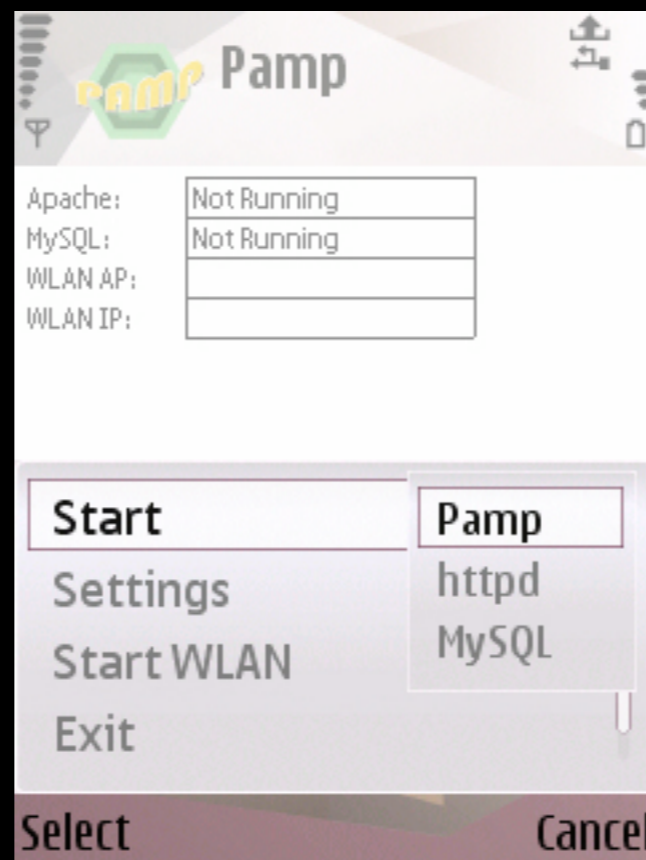 PAMP Pamp
Apache: Not Running
MySQL: Not Running
WLAN AP:
WLAN IP:
Start Pamp
Settings httpd
Start WLAN MySQL
Exit
Select Cancel